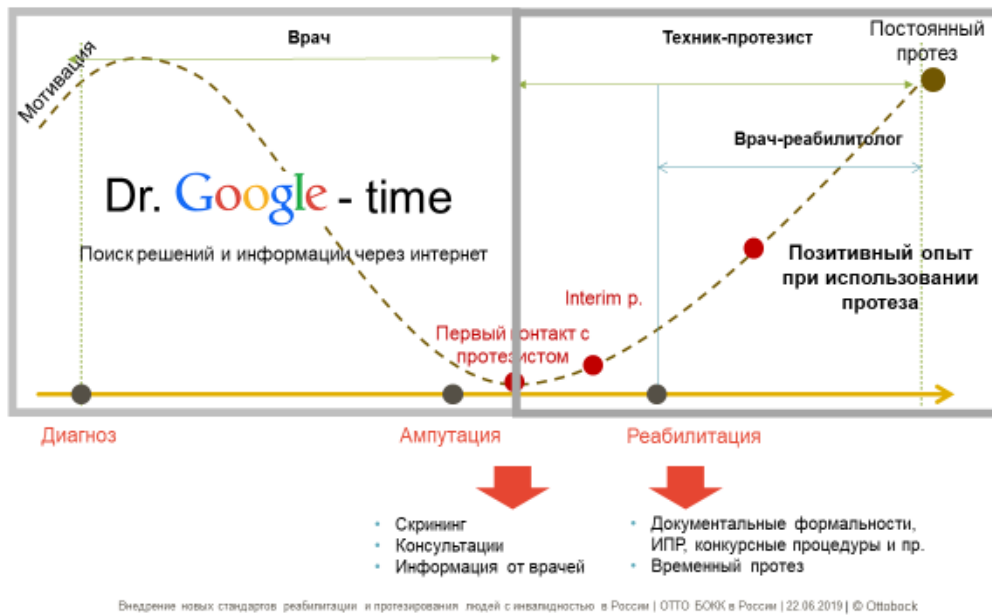 Мотивация
Врач
Техник-протезист
Постоянный
протез
Врач-реабилитолог
Dr. Google - time
Поиск решений и информации через интернет
Позитивный опыт
при использовании
протеза
Interim p.
Первый контакт с
протезистом
Диагноз
Ампутация
Реабилитация
• Скрининг
• Консультации
• Информация от врачей
• Документальные формальности,
ИПР, конкурсные процедуры и пр.
• Временный протез
Внедрение новых стандартов реабилитации и протезирования людей с инвалидностью в России | ОТТО БОКК в России | 22.06.2019 | © Ottobock